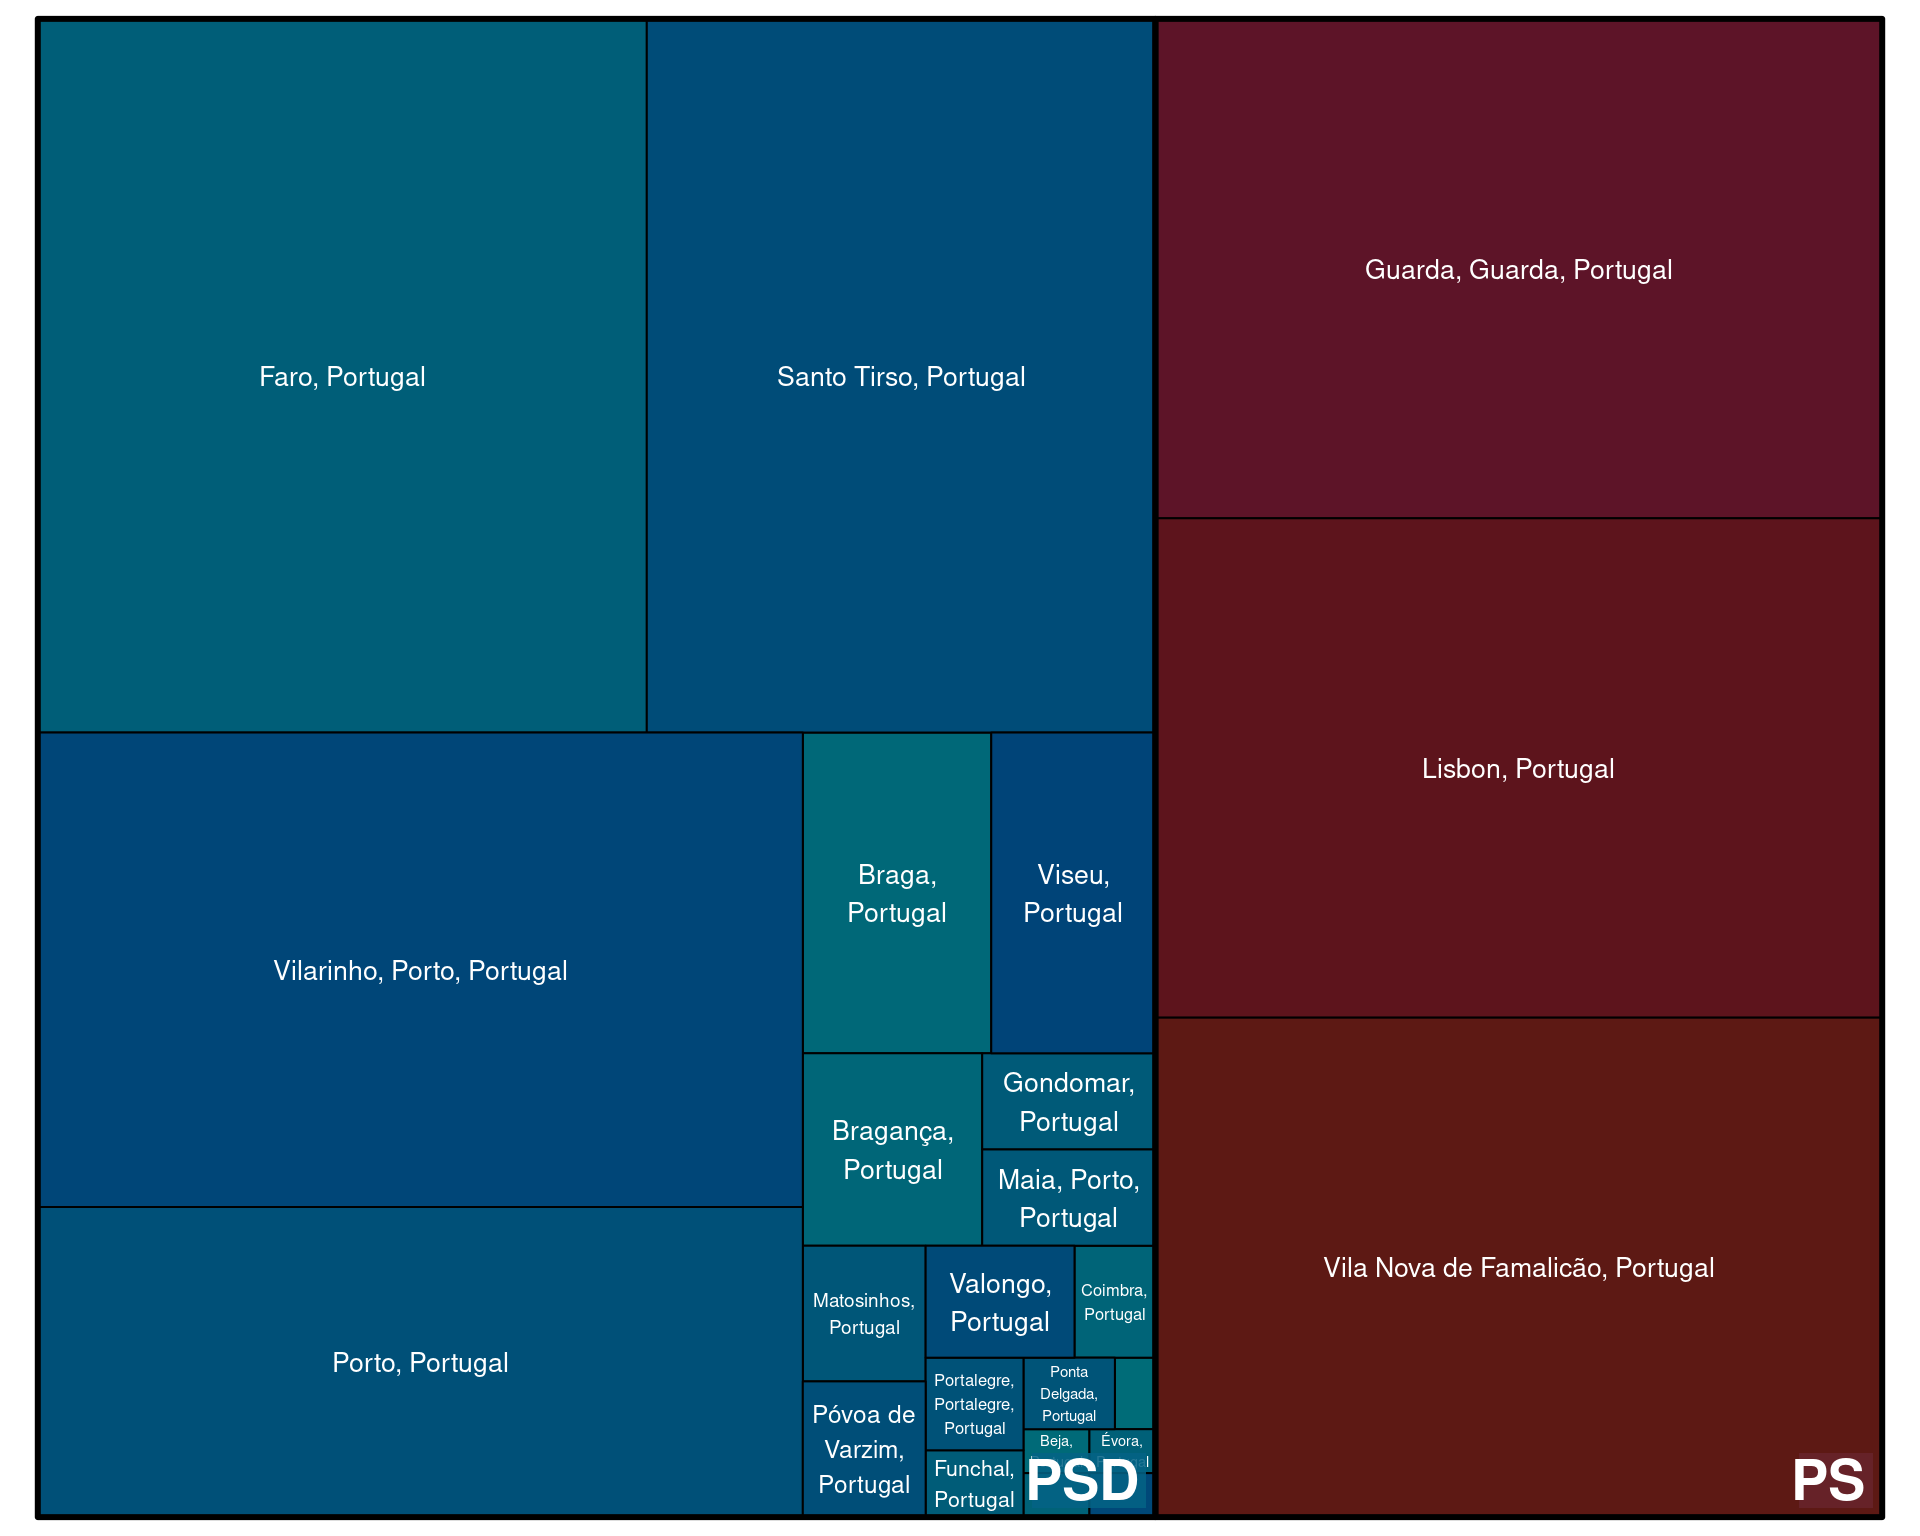 Faro, Portugal
Santo Tirso, Portugal
Guarda, Guarda, Portugal
Lisbon, Portugal
Vilarinho, Porto, Portugal
Braga,
Portugal
Viseu,
Portugal
Bragança,
Portugal
Gondomar,
Portugal
Maia, Porto,
Portugal
Porto, Portugal
Matosinhos,
Portugal
Valongo,
Portugal
Coimbra,
Portugal
Vila Nova de Famalicão, Portugal
Póvoa de
Varzim,
Portugal
Portalegre,
Portalegre,
Portugal
Ponta
Delgada,
Portugal
Funchal,
Portugal
Beja,
Évora,
PSD
PS